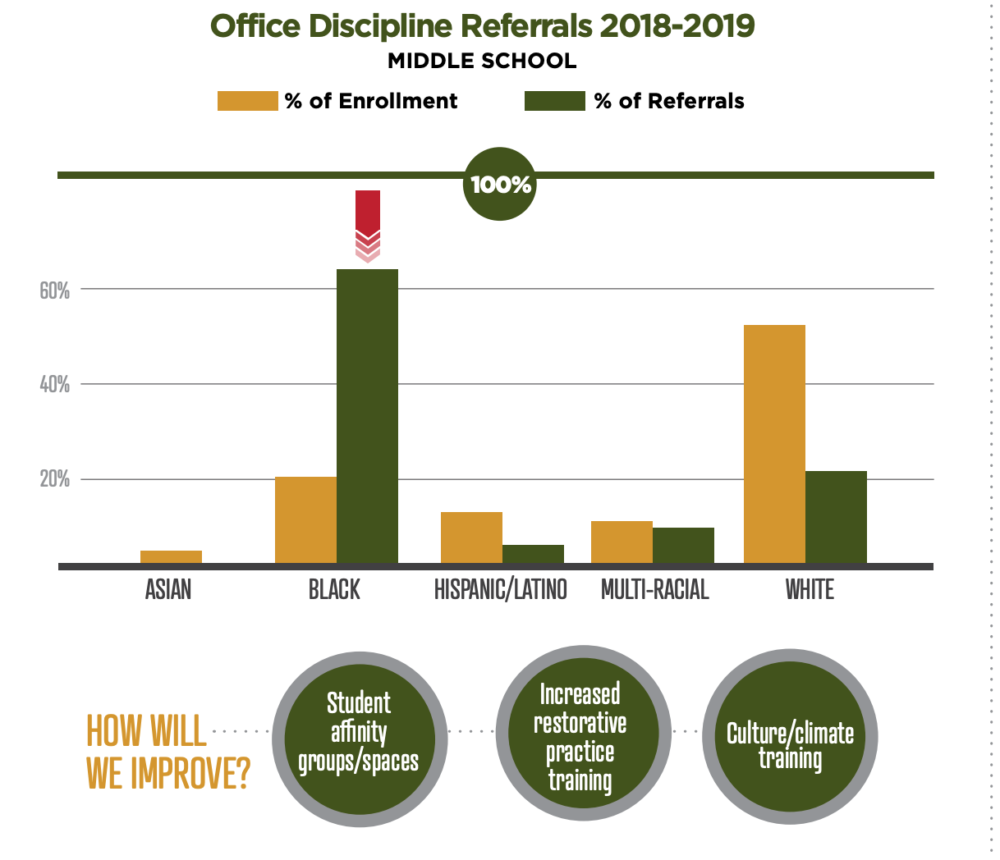 Office Discipline Referrals 2018-2019
MIDDLE SCHOOL
% of Enrollment
% of Referrals
100%
60%
40%
20%
ASIAN
BLACK
HISPANIC/LATINO
MULTI-RACIAL
WHITE
HOW WILL
WE IMPROVE?
Student
affinity
groups/spaces
Increased
restorative
practice
training
Culture/climate
training